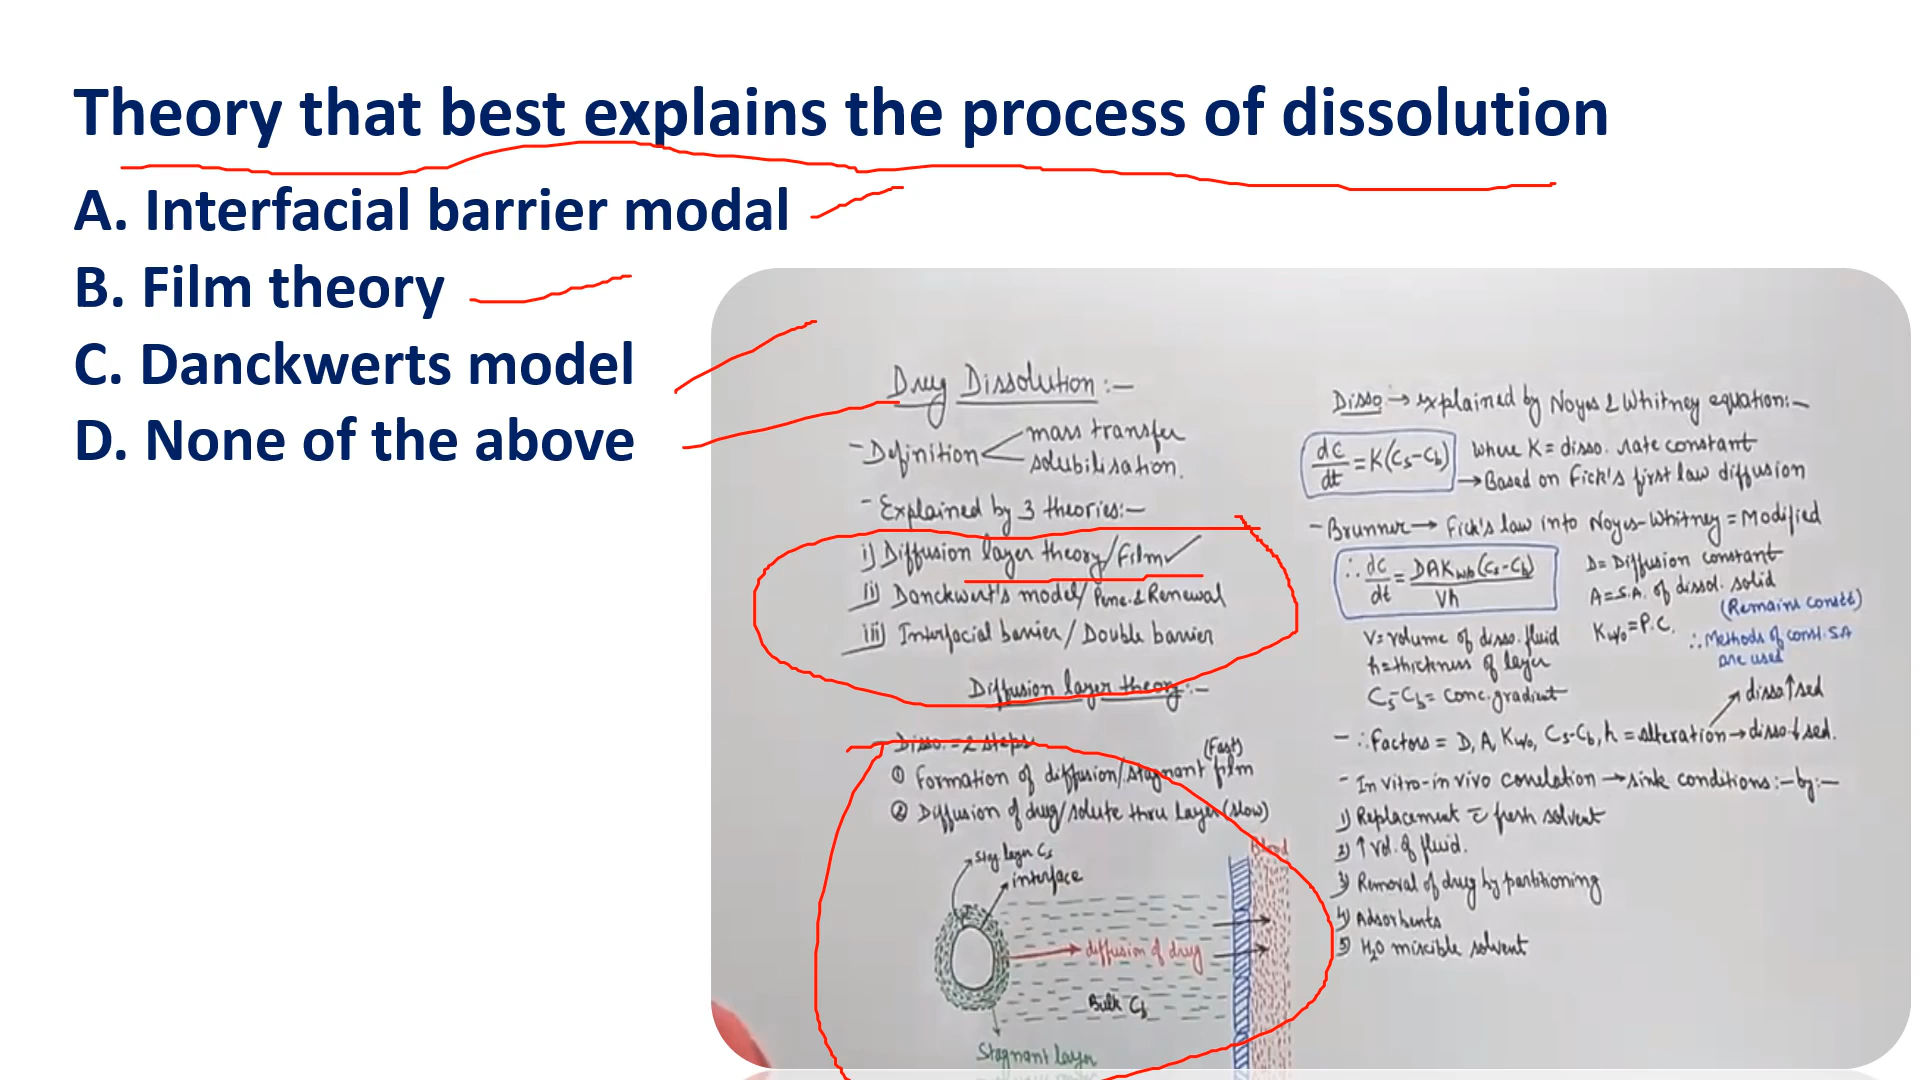 Theory that best explains the process of dissolution
A. Interfacial barrier modal
B. Film theory
C. Danckwerts model
D. None of the above
Drug Dissolution:-
- Definition < mass transfer
solubilisation.
- Explained by 3 theories:-
i) Diffusion layer theory/Film ✓
ii) Danckwert's model/ Pene. & Renewal
iii) Interfacial barrier/Double barrier
Diffusion layer theory:-
- Disso. = 2 steps
① Formation of diffusion/stagnant film (Fast)
② Diffusion of drug/solute thru layer (slow)
Stg layer Cs
interface
Blood
diffusion of drug
Bulk Cb
Stagnant layer
Disso → explained by Noyes & Whitney equation:-
dc/dt = K(Cs-Cb) where K = disso. rate constant
→ Based on Fick's first law diffusion
- Brunner → Fick's law into Noyes-Whitney = Modified
∴ dc/dt = DAKw/o(Cs-Cb)/Vh
D = Diffusion constant
A = S.A. of dissol. solid
(Remains constt)
Kw/o = P.C.
∴ Methods of const. SA
are used
V = volume of disso. fluid
h = thickness of layer
Cs-Cb = conc. gradient
→ disso ↑sed
- ∴ Factors = D, A, Kw/o, Cs-Cb, h = alteration → disso ↓sed.
- In vitro-in vivo correlation → sink conditions:- by:-
1) Replacement c̄ fresh solvent
2) ↑ Vol. of fluid.
3) Removal of drug by partitioning
4) Adsorbents
5) H2O miscible solvent